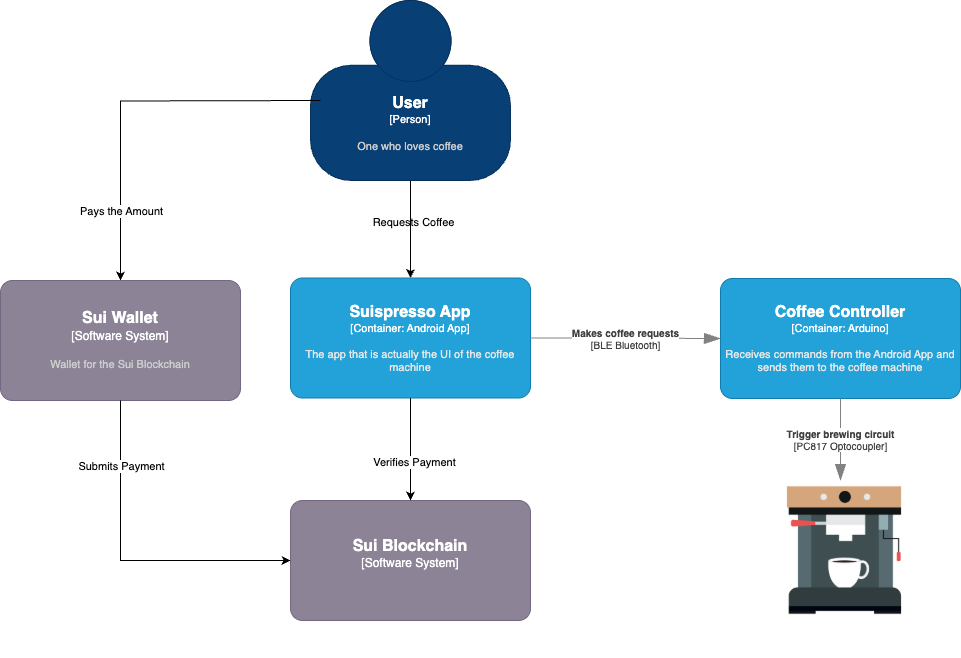 User
[Person]
One who loves coffee
Pays the Amount
Requests Coffee
Sui Wallet
[Software System]
Wallet for the Sui Blockchain
Suispresso App
[Container: Android App]
The app that is actually the UI of the coffee
machine
Makes coffee requests
[BLE Bluetooth]
Coffee Controller
[Container: Arduino]
Receives commands from the Android App and
sends them to the coffee machine
Submits Payment
Verifies Payment
Trigger brewing circuit
[PC817 Optocoupler]
Sui Blockchain
[Software System]